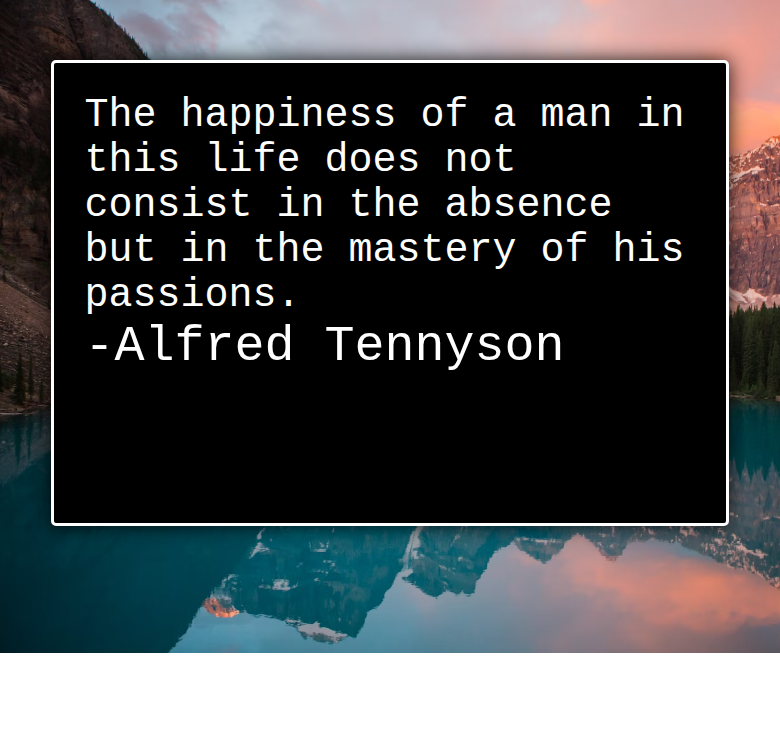 The happiness of a man in
this life does not
consist in the absence
but in the mastery of his
passions.
-Alfred Tennyson